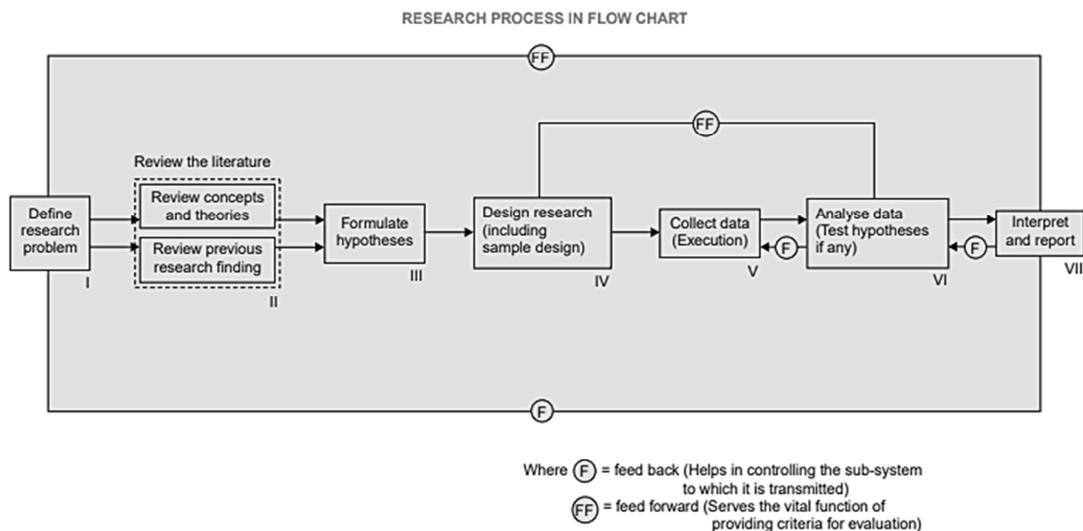 RESEARCH PROCESS IN FLOW CHART
FF
FF
Review the literature
Define
research
problem
I
Review concepts
and theories
Review previous
research finding
II
Formulate
hypotheses
III
Design research
(including
sample design)
IV
Collect data
(Execution)
V
F
Analyse data
(Test hypotheses
if any)
VI
F
Interpret
and report
VII
F
Where F = feed back (Helps in controlling the sub-system
to which it is transmitted)
FF = feed forward (Serves the vital function of
providing criteria for evaluation)